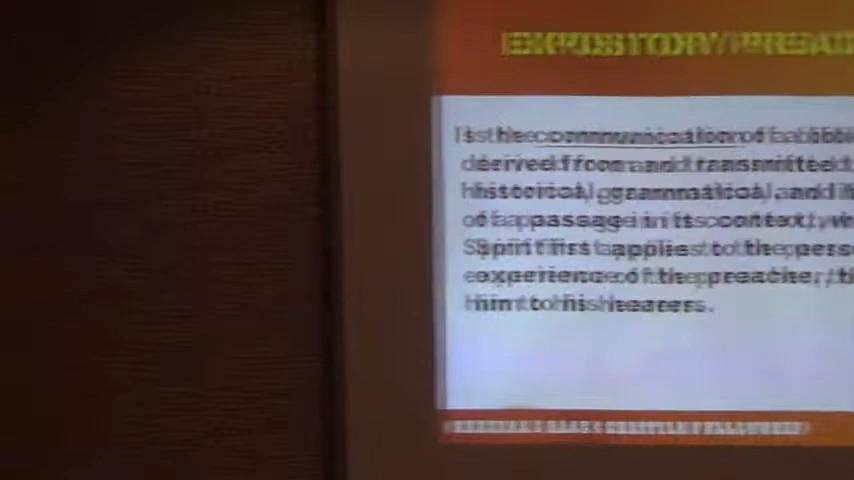 EXPOSITORY PREAC
Is the communication of a bibli
derived from and transmitted t
historical, grammatical, and li
of a passage in its context, wh
Spirit first applies to the perso
experience of the preacher, th
Him to his hearers.